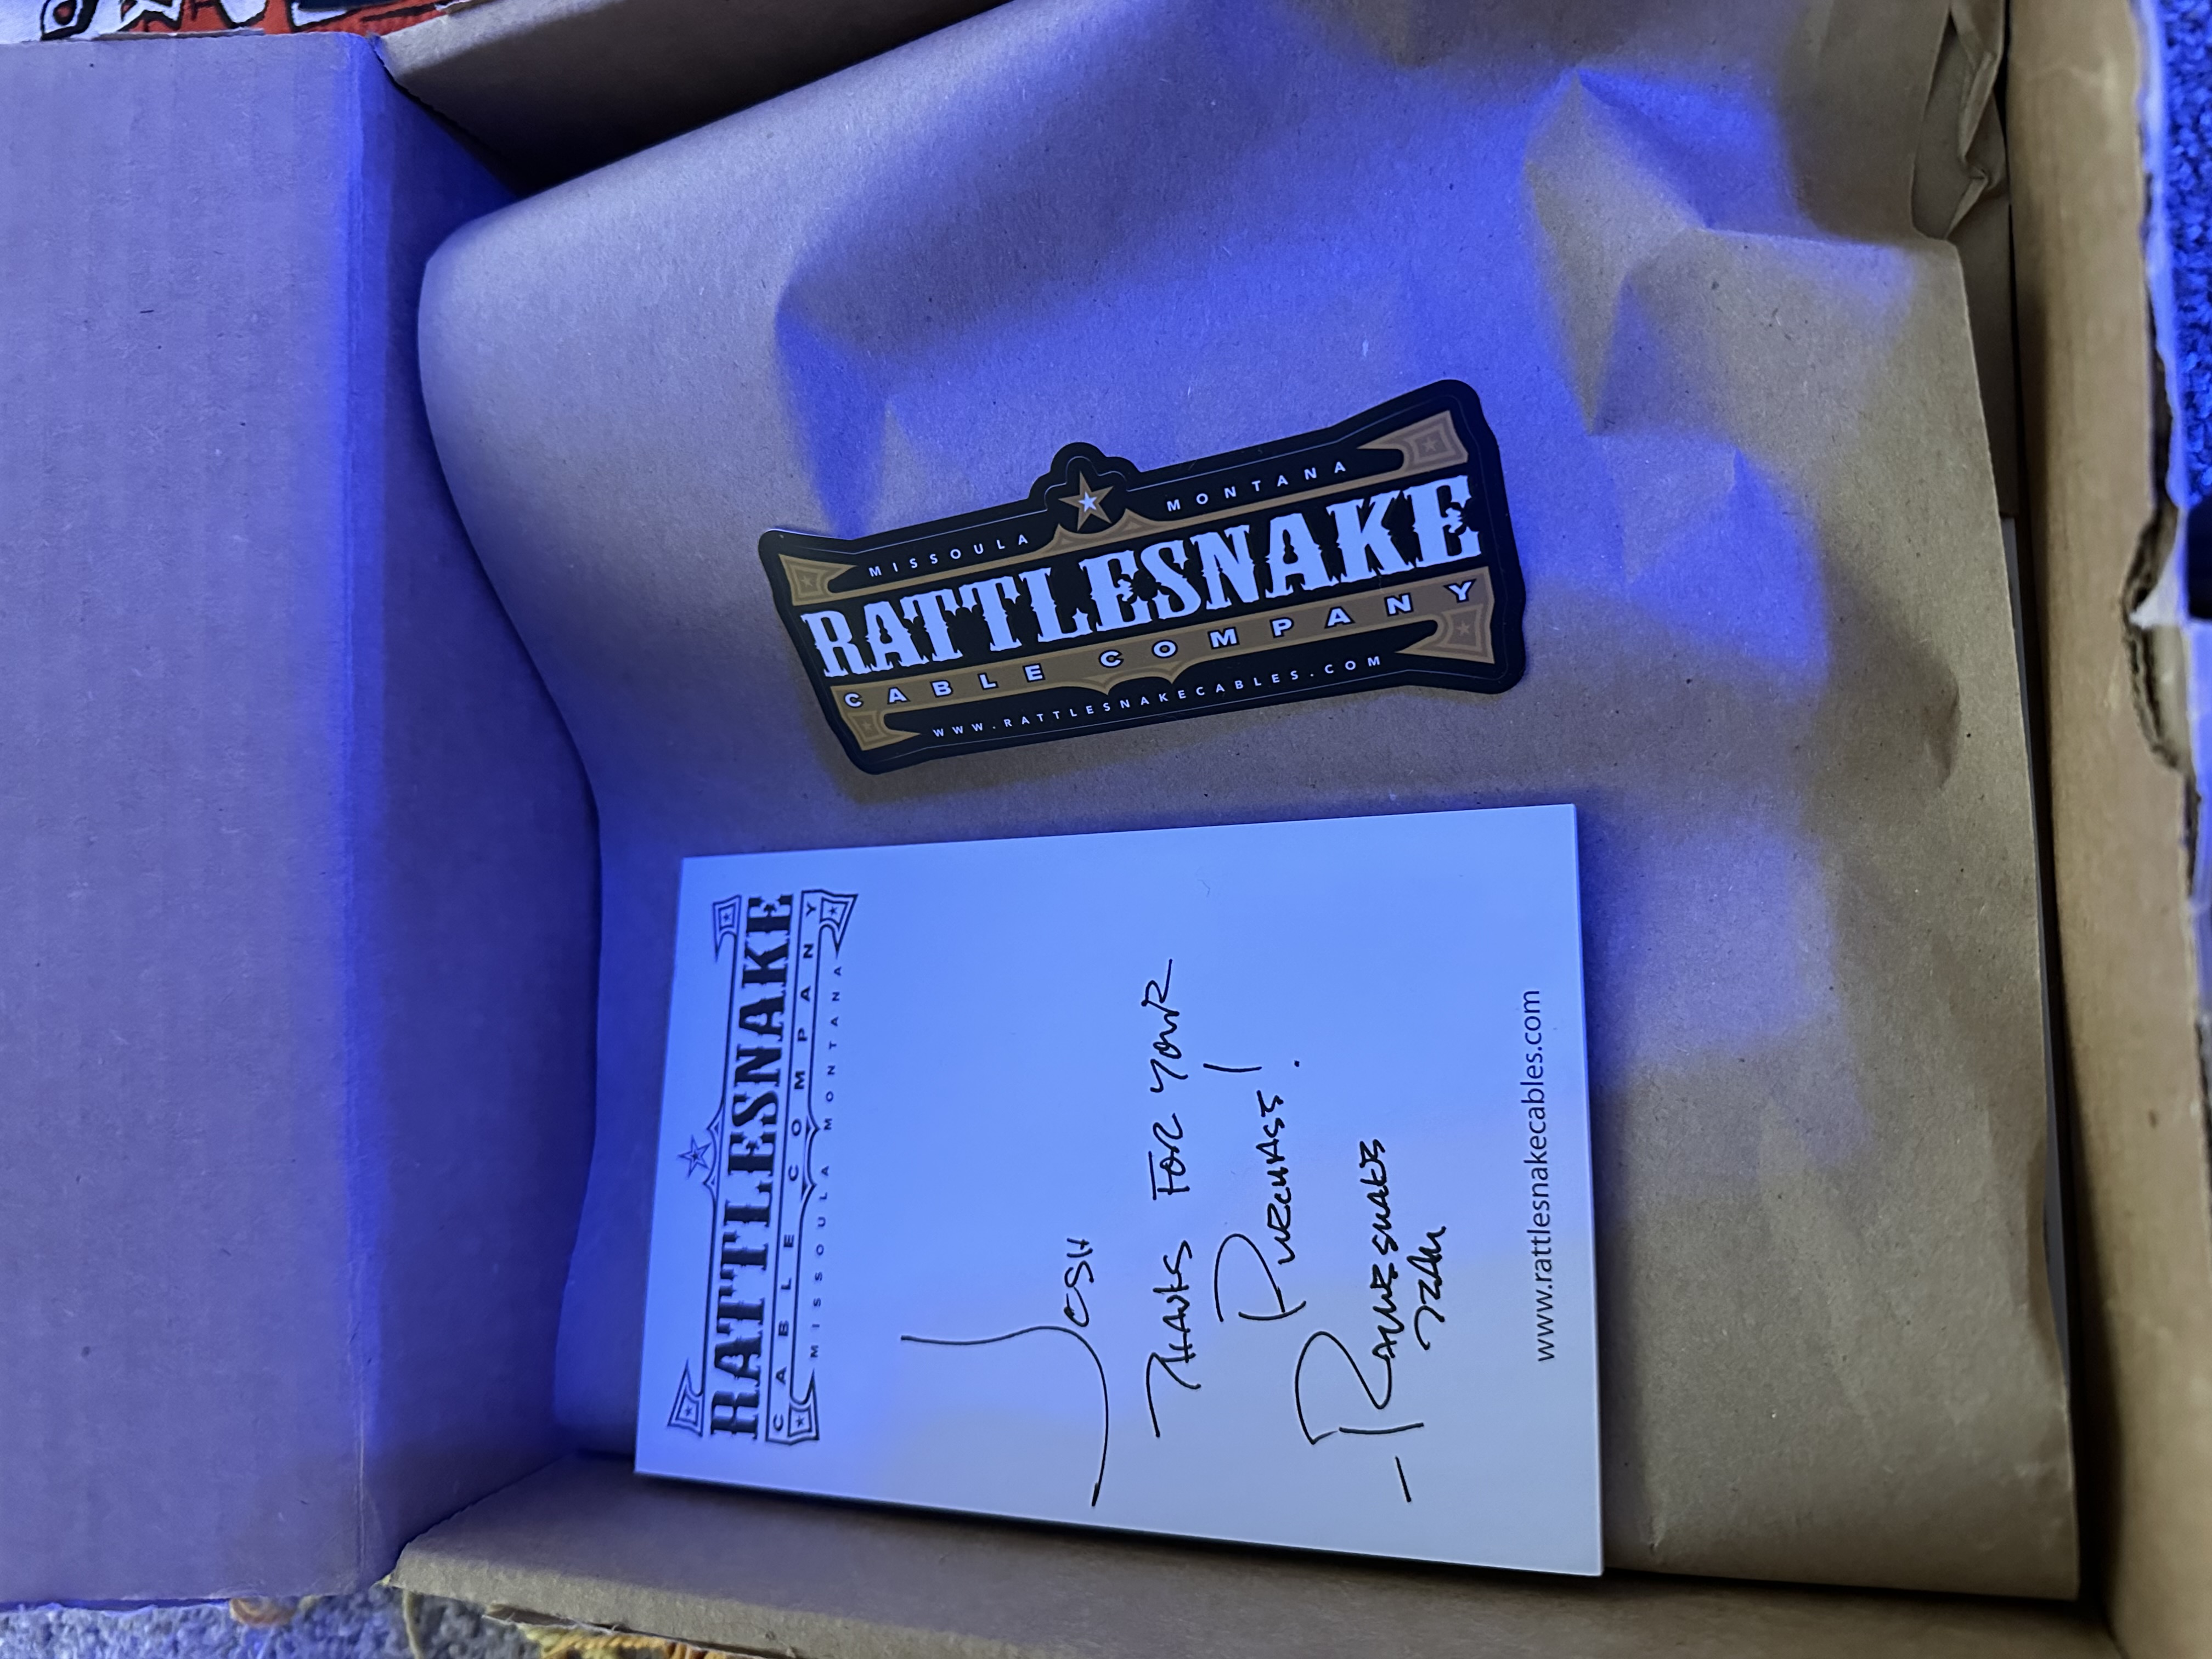 MISSOULA MONTANA
RATTLESNAKE
CABLE COMPANY
WWW.RATTLESNAKECABLES.COM
RATTLESNAKE
CABLE COMPANY
MISSOULA MONTANA
JOSH
THANKS FOR YOUR
PURCHASE!
- RATTLESNAKE
TEAM
www.rattlesnakecables.com